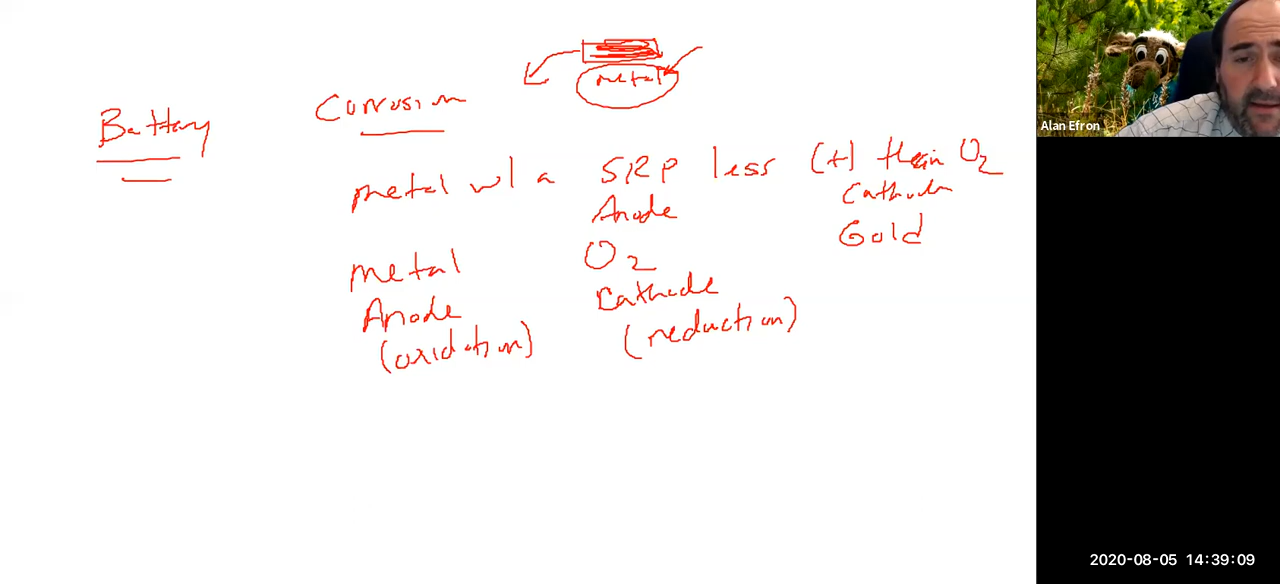 metal
Corrosion
Battery
metal w/ a SRP less (+) than O2
Anode Cathode
Gold
metal O2
Anode Cathode
(oxidation) (reduction)
Alan Efron
2020-08-05 14:39:09